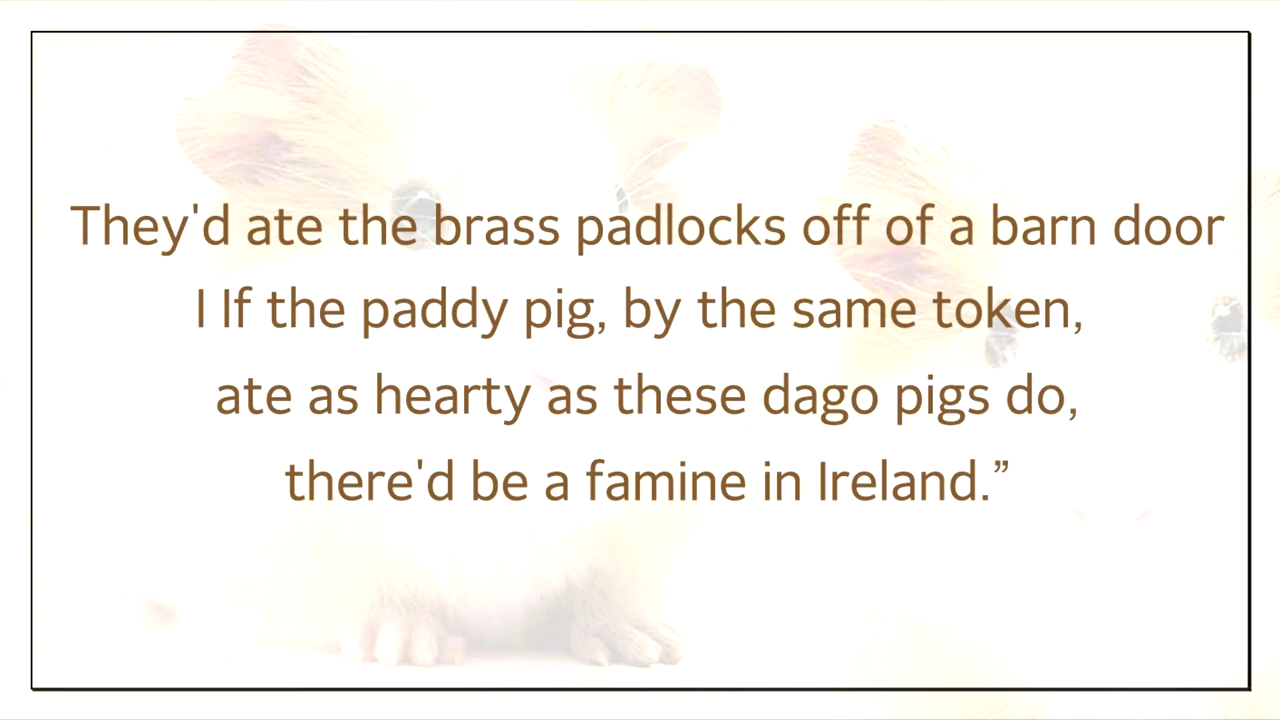 They'd ate the brass padlocks off of a barn door
I If the paddy pig, by the same token,
ate as hearty as these dago pigs do,
there'd be a famine in Ireland.”